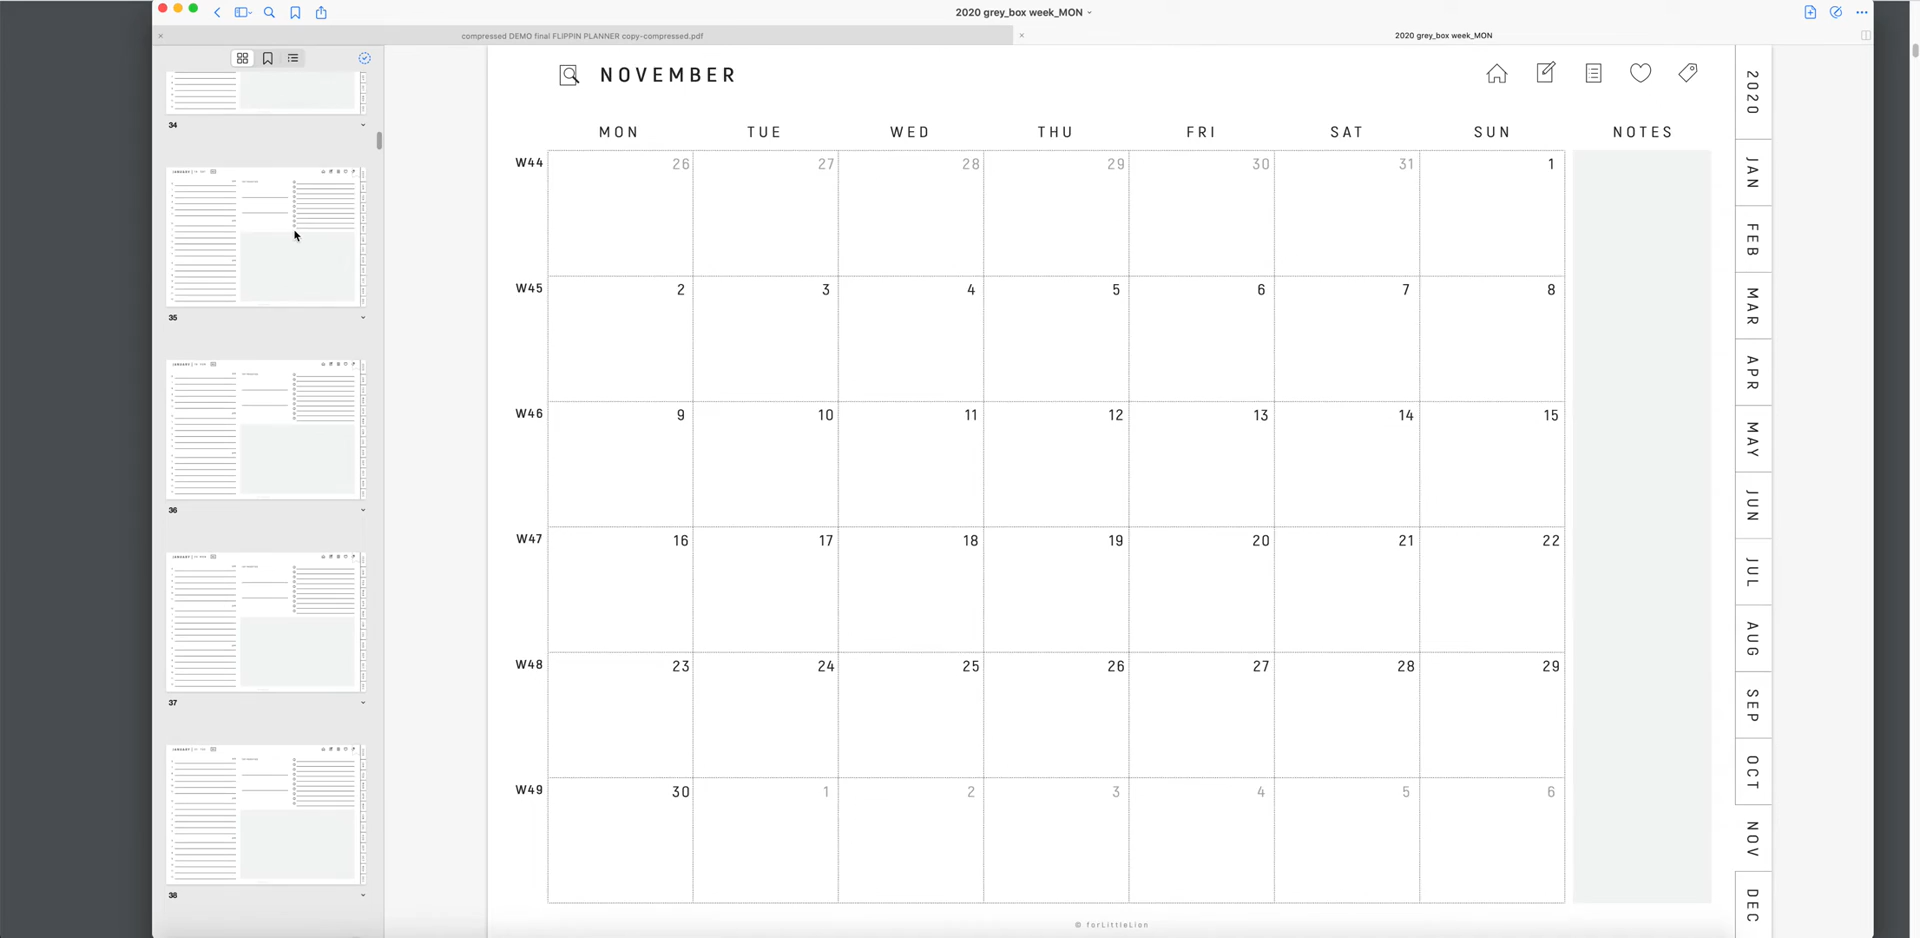 2020 grey_box week_MON
compressed DEMO final FLIPPIN PLANNER copy-compressed.pdf
2020 grey_box week_MON
34
JANUARY
35
JANUARY
36
JANUARY
37
JANUARY
38
NOVEMBER
MON TUE WED THU FRI SAT SUN NOTES
W44 26 27 28 29 30 31 1
W45 2 3 4 5 6 7 8
W46 9 10 11 12 13 14 15
W47 16 17 18 19 20 21 22
W48 23 24 25 26 27 28 29
W49 30 1 2 3 4 5 6
© forLittleLion
2020
JAN
FEB
MAR
APR
MAY
JUN
JUL
AUG
SEP
OCT
NOV
DEC